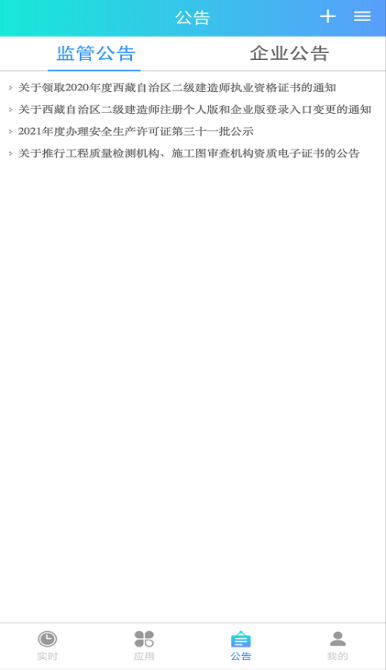 公告
监管公告 企业公告
关于领取2020年度西藏自治区二级建造师执业资格证书的通知
关于西藏自治区二级建造师注册个人版和企业版登录入口变更的通知
2021年度办理安全生产许可证第三十一批公示
关于推行工程质量检测机构、施工图审查机构资质电子证书的公告
实时 应用 公告 我的